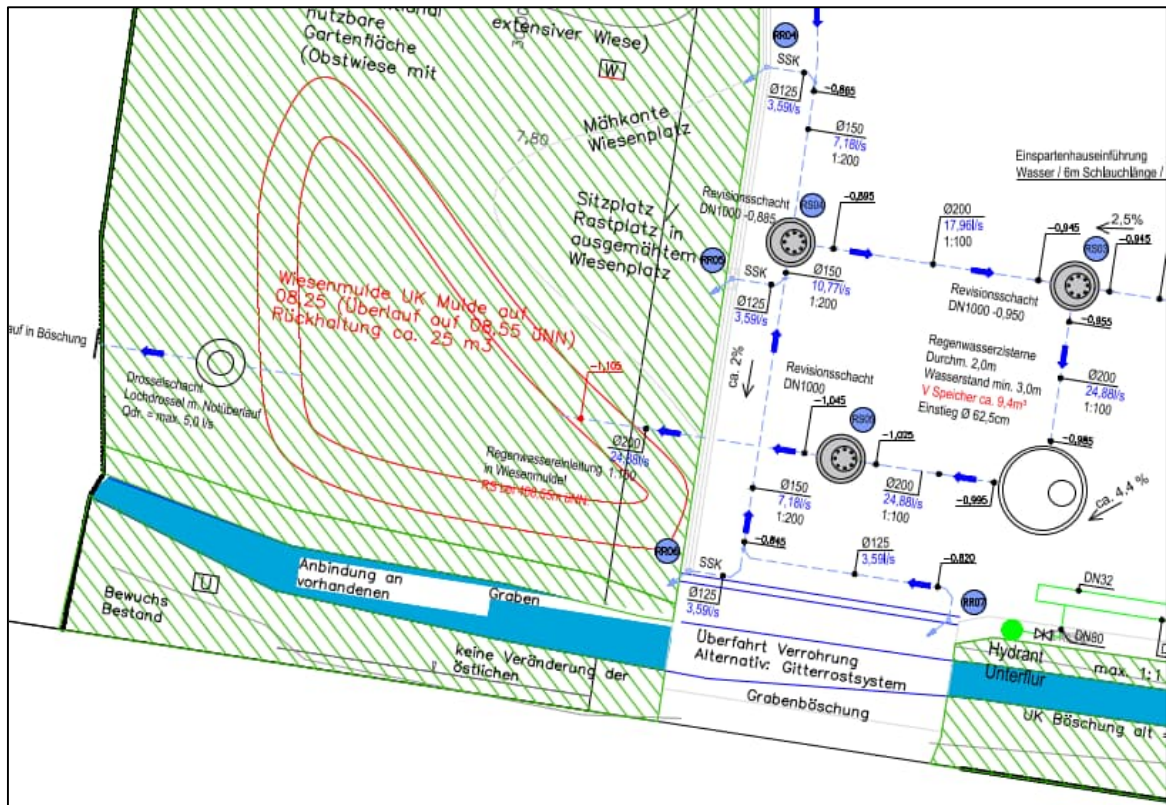 nutzbare
Gartenfläche
(Obstwiese mit
extensiver Wiese)
W
7,80
Mähkante
Wiesenplatz
Sitzplatz /
Rastplatz in
ausgemähtem
Wiesenplatz
Wiesenmulde UK Mulde auf
08,25 (Überlauf auf 08,55 üNN)
Rückhaltung ca. 25 m3
auf in Böschung
Drosselschacht
Lochdrossel m. Notüberlauf
Qdr. = max. 5,0 l/s
-1,105
Regenwassereinleitung
in Wiesenmulde!
Ø200
24,88l/s
RR04
SSK
Ø125
3,59l/s
-0,865
Ø150
7,18l/s
1:200
Einspartenhauseinführung
Wasser / 6m Schlauchlänge /
Revisionsschacht
DN1000 -0,885
RS04
-0,895
Ø200
17,96l/s
1:100
-0,945
RS03
2,5%
-0,945
RR05
SSK
Ø125
3,59l/s
Ø150
10,77l/s
1:200
Revisionsschacht
DN1000 -0,950
-0,955
ca. 2%
Regenwasserzisterne
Durchm. 2,0m
Wasserstand min. 3,0m
V Speicher ca. 9,4m³
Einstieg Ø 62,5cm
Ø200
24,88l/s
1:100
-0,985
Revisionsschacht
DN1000
-1,045
-1,025
Ø200
24,88l/s
1:100
-0,995
ca. 4,4 %
Ø150
7,18l/s
1:200
-0,845
Ø125
3,59l/s
-0,820
RR06
SSK
Ø125
3,59l/s
RR07
DN32
DN80
Hydrant
Unterflur
max. 1:1
UK Böschung alt
Überfahrt Verrohrung
Alternativ: Gitterrostsystem
Grabenböschung
Anbindung an
vorhandenen Graben
U
Bewuchs
Bestand
keine Veränderung der
östlichen